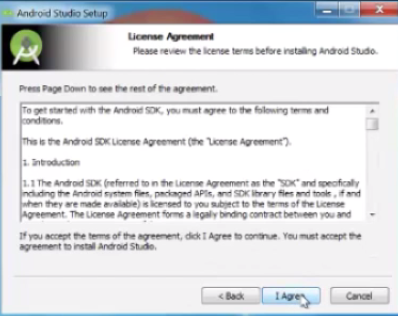 Android Studio Setup
License Agreement
Please review the license terms before installing Android Studio.
Press Page Down to see the rest of the agreement.
To get started with the Android SDK, you must agree to the following terms and
conditions.
This is the Android SDK License Agreement (the "License Agreement").
1. Introduction
1.1 The Android SDK (referred to in the License Agreement as the "SDK" and specifically
including the Android system files, packaged APIs, and SDK library files and tools , if and
when they are made available) is licensed to you subject to the terms of the License
Agreement. The License Agreement forms a legally binding contract between you and
If you accept the terms of the agreement, click I Agree to continue. You must accept the
agreement to install Android Studio.
< Back
I Agree
Cancel